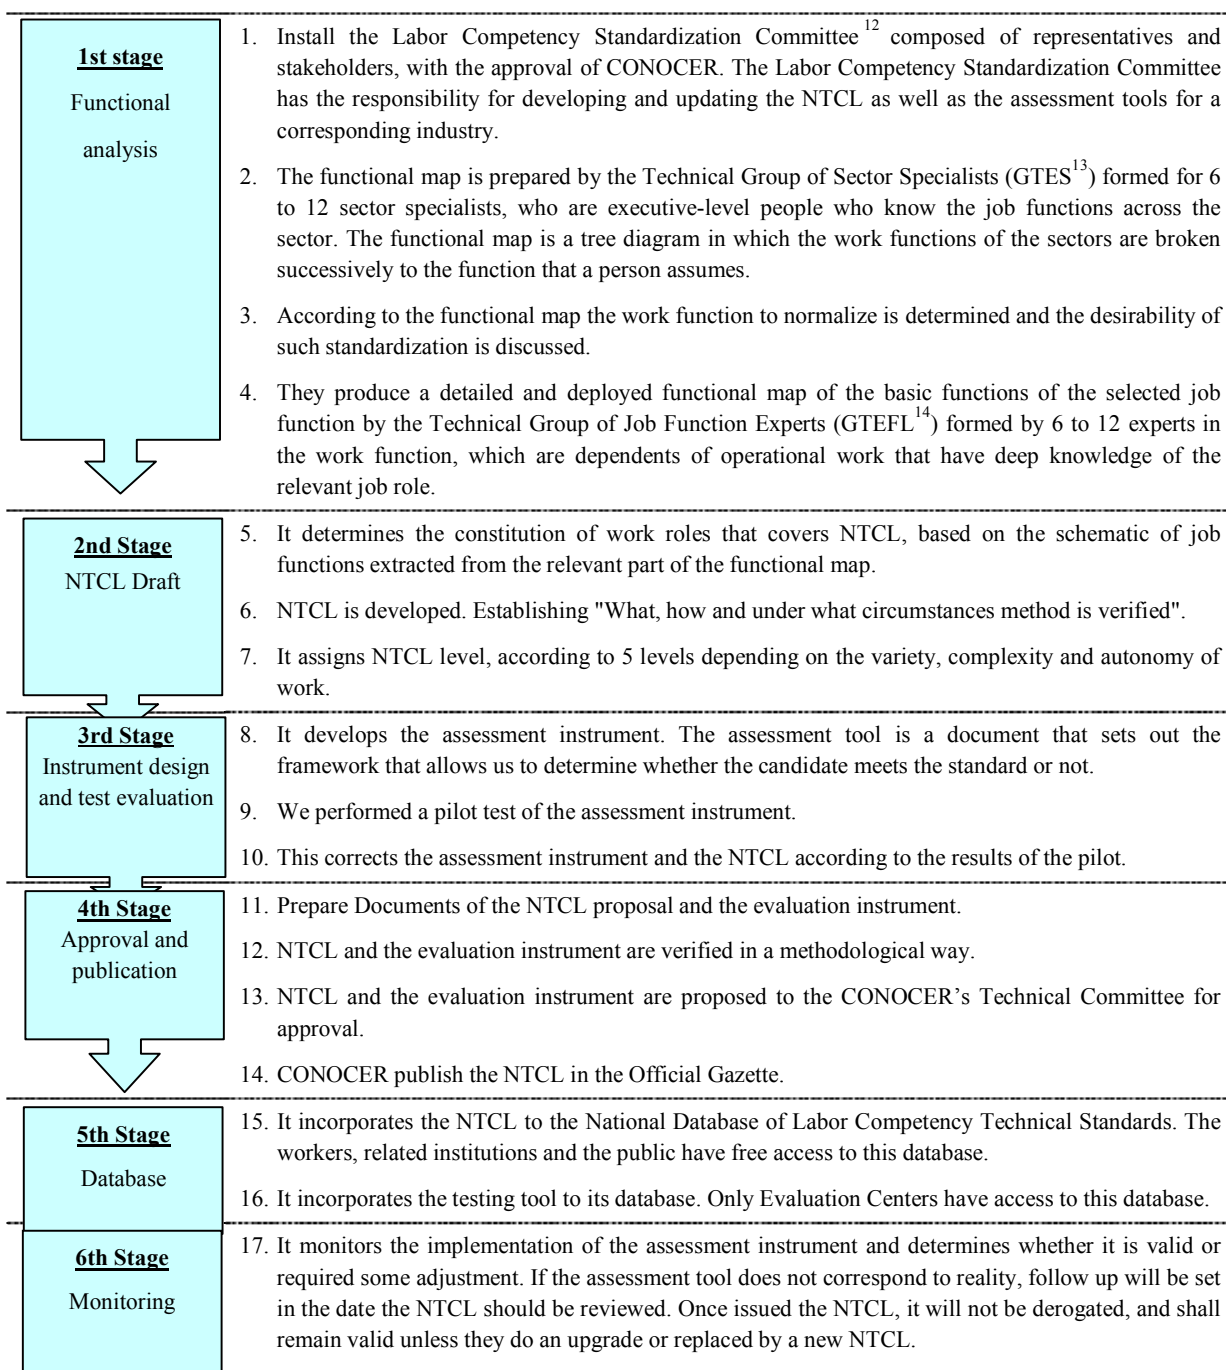 1st stage
Functional
analysis
1. Install the Labor Competency Standardization Committee 12 composed of representatives and
stakeholders, with the approval of CONOCER. The Labor Competency Standardization Committee
has the responsibility for developing and updating the NTCL as well as the assessment tools for a
corresponding industry.
2. The functional map is prepared by the Technical Group of Sector Specialists (GTES13) formed for 6
to 12 sector specialists, who are executive-level people who know the job functions across the
sector. The functional map is a tree diagram in which the work functions of the sectors are broken
successively to the function that a person assumes.
3. According to the functional map the work function to normalize is determined and the desirability of
such standardization is discussed.
4. They produce a detailed and deployed functional map of the basic functions of the selected job
function by the Technical Group of Job Function Experts (GTEFL14) formed by 6 to 12 experts in
the work function, which are dependents of operational work that have deep knowledge of the
relevant job role.
2nd Stage
NTCL Draft
5. It determines the constitution of work roles that covers NTCL, based on the schematic of job
functions extracted from the relevant part of the functional map.
6. NTCL is developed. Establishing "What, how and under what circumstances method is verified".
7. It assigns NTCL level, according to 5 levels depending on the variety, complexity and autonomy of
work.
3rd Stage
Instrument design
and test evaluation
8. It develops the assessment instrument. The assessment tool is a document that sets out the
framework that allows us to determine whether the candidate meets the standard or not.
9. We performed a pilot test of the assessment instrument.
10. This corrects the assessment instrument and the NTCL according to the results of the pilot.
4th Stage
Approval and
publication
11. Prepare Documents of the NTCL proposal and the evaluation instrument.
12. NTCL and the evaluation instrument are verified in a methodological way.
13. NTCL and the evaluation instrument are proposed to the CONOCER's Technical Committee for
approval.
14. CONOCER publish the NTCL in the Official Gazette.
5th Stage
Database
15. It incorporates the NTCL to the National Database of Labor Competency Technical Standards. The
workers, related institutions and the public have free access to this database.
16. It incorporates the testing tool to its database. Only Evaluation Centers have access to this database.
6th Stage
Monitoring
17. It monitors the implementation of the assessment instrument and determines whether it is valid or
required some adjustment. If the assessment tool does not correspond to reality, follow up will be set
in the date the NTCL should be reviewed. Once issued the NTCL, it will not be derogated, and shall
remain valid unless they do an upgrade or replaced by a new NTCL.